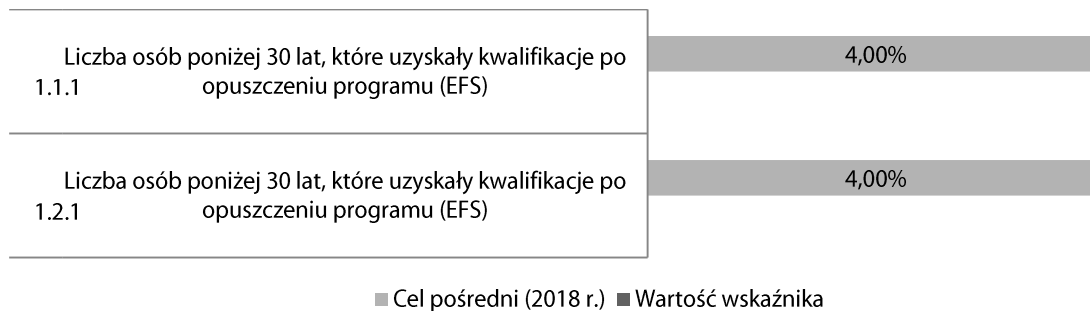 Liczba osób poniżej 30 lat, które uzyskały kwalifikacje po
1.1.1 opuszczeniu programu (EFS)
4,00%
Liczba osób poniżej 30 lat, które uzyskały kwalifikacje po
1.2.1 opuszczeniu programu (EFS)
4,00%
Cel pośredni (2018 r.) Wartość wskaźnika